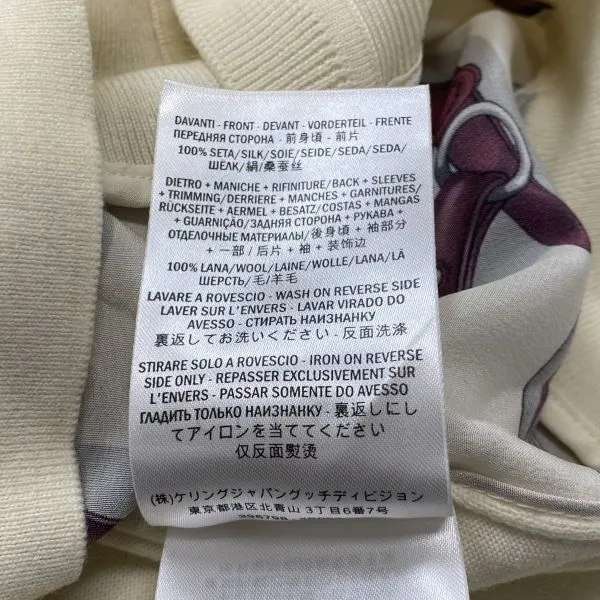 DAVANTI - FRONT - DEVANT - VORDERTEIL - FRENTE
ПЕРЕДНЯЯ СТОРОНА - 前身頃 - 前片
100% SETA/SILK/SOIE/SEIDE/SEDA/SEDA/
ШЕЛК/絹/桑蚕丝
DIETRO + MANICHE + RIFINITURE/BACK + SLEEVES
+ TRIMMING/DERRIERE + MANCHES + GARNITURES/
RÜCKSEITE + AERMEL + BESATZ/COSTAS + MANGAS
+ GUARNIÇÃO/ЗАДНЯЯ СТОРОНА + РУКАВА +
ОТДЕЛОЧНЫЕ МАТЕРИАЛЫ/後身頃 + 袖部分
+ 一部 / 后片 + 袖 + 装饰边
100% LANA/WOOL/LAINE/WOLLE/LANA/LÃ
ШЕРСТЬ/毛/羊毛
LAVARE A ROVESCIO - WASH ON REVERSE SIDE
LAVER SUR L'ENVERS - LAVAR VIRADO DO
AVESSO - СТИРАТЬ НАИЗНАНКУ
裏返してお洗いください - 反面洗涤
STIRARE SOLO A ROVESCIO - IRON ON REVERSE
SIDE ONLY - REPASSER EXCLUSIVEMENT SUR
L'ENVERS - PASSAR SOMENTE DO AVESSO
ГЛАДИТЬ ТОЛЬКО НАИЗНАНКУ - 裏返しにし
てアイロンを当ててください
仅反面熨烫
(株)ケリングジャパングッチディビジョン
東京都港区北青山 3丁目6番7号